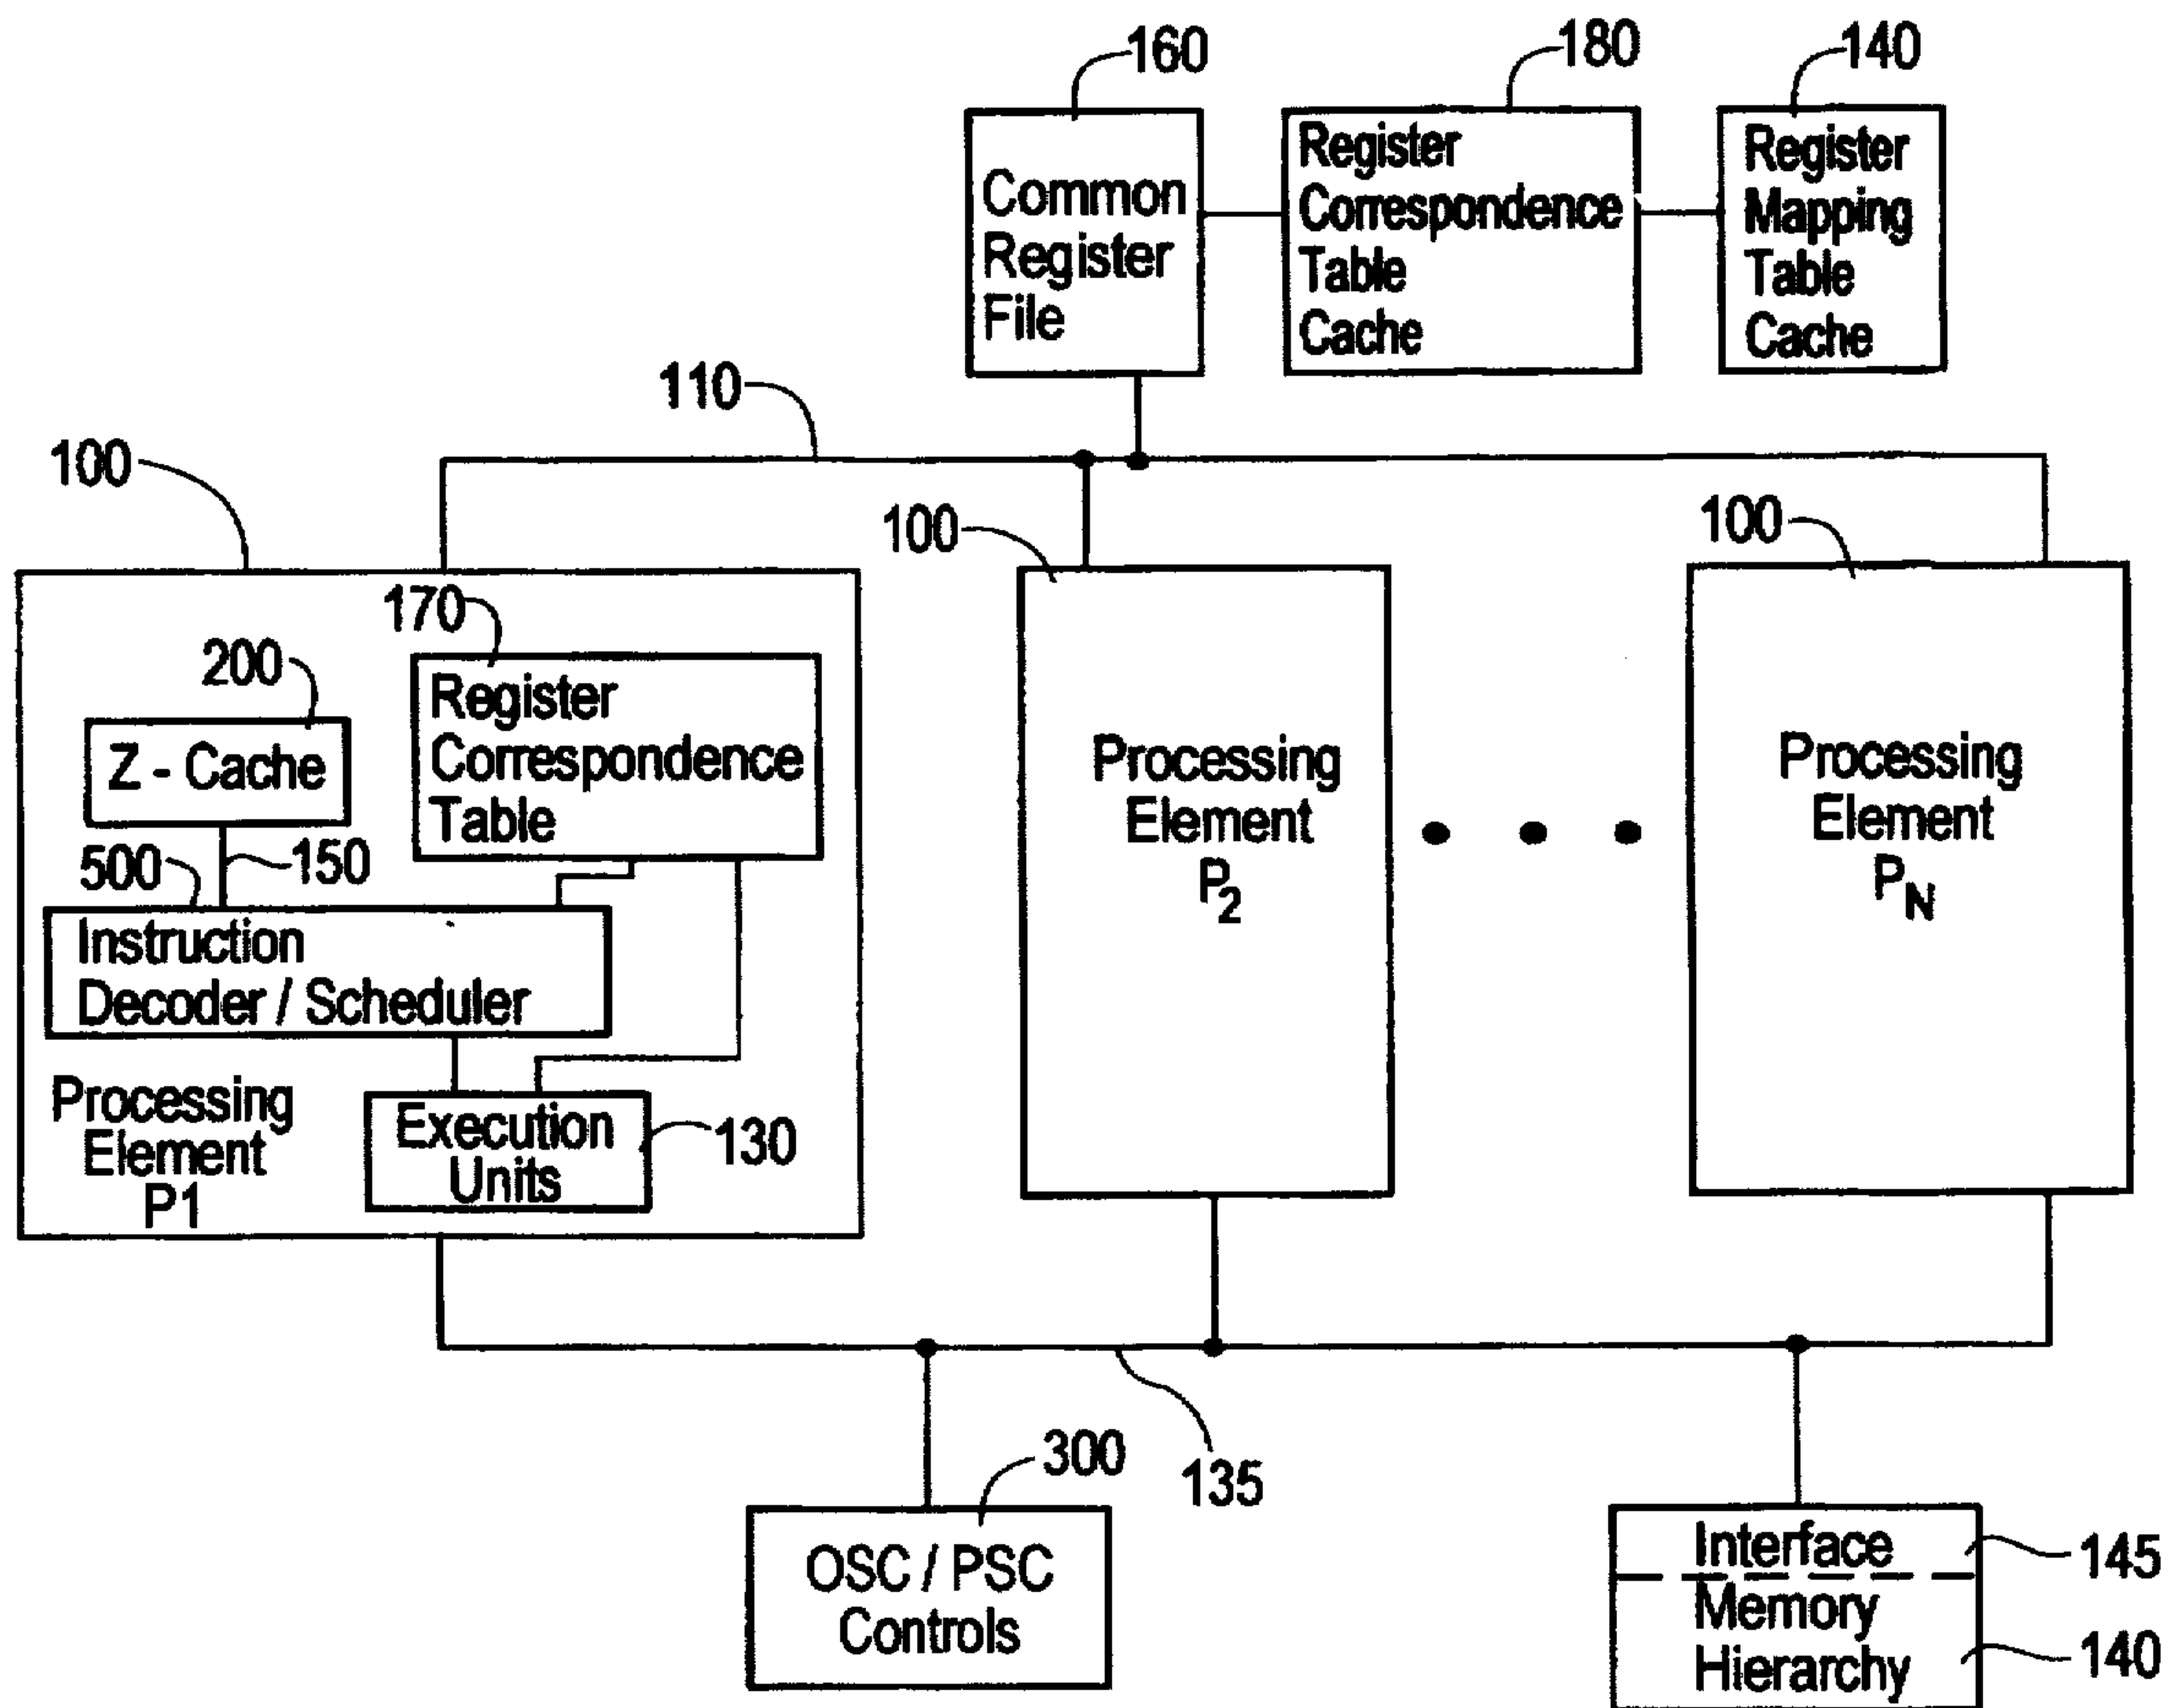 160
180
140
Common
Register
File
Register
Correspondence
Table
Cache
Register
Mapping
Table
Cache
110
100
100
100
170
200
Register
Correspondence
Table
Z - Cache
150
500
Instruction
Decoder / Scheduler
Processing
Element
P1
Execution
Units
130
Processing
Element
P2
Processing
Element
PN
300
135
OSC / PSC
Controls
Interface
145
Memory
Hierarchy
140